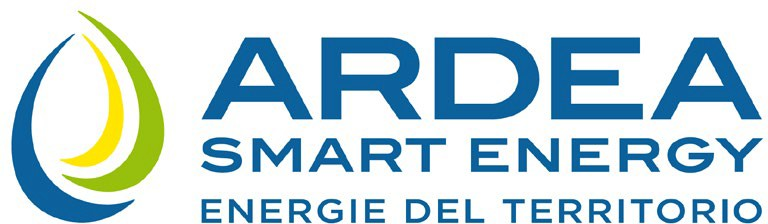 ARDEA
SMART ENERGY
ENERGIE DEL TERRITORIO